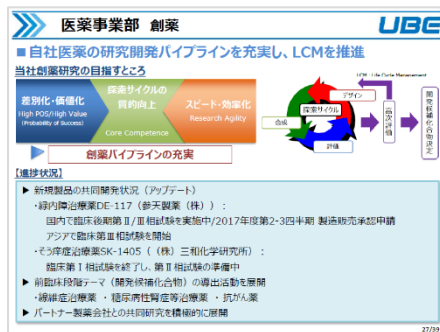 医薬事業部 創薬
UBE
■自社医薬の研究開発パイプラインを充実し、LCMを推進
当社創薬研究の目指すところ
LCM : Life Cycle Management
差別化・価値化
High POS/High Value
(Probability of Success)
探索サイクルの
質的向上
Core Competence
スピード・効率化
Research Agility
創薬パイプラインの充実
デザイン
合成
評価
高次評価
開発候補化合物決定
【進捗状況】
▶ 新規製品の共同開発状況（アップデート）
・緑内障治療薬DE-117（参天製薬（株））：
国内で臨床後期第Ⅱ/Ⅲ相試験を実施中/2017年度第2-3四半期 製造販売承認申請
アジアで臨床第Ⅲ相試験を開始
・そう痒症治療薬SK-1405（（株）三和化学研究所）：
臨床第Ⅰ相試験を終了し、第Ⅱ相試験の準備中
▶ 前臨床段階テーマ（開発候補化合物）の導出活動を展開
・線維症治療薬 ・糖尿病性腎症等治療薬 ・抗がん薬
▶ パートナー製薬会社との共同研究を積極的に展開
27/39